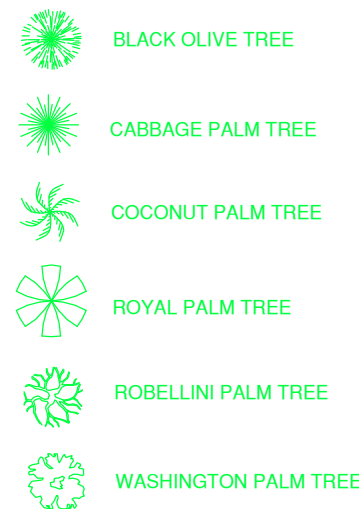 BLACK OLIVE TREE
CABBAGE PALM TREE
COCONUT PALM TREE
ROYAL PALM TREE
ROBELLINI PALM TREE
WASHINGTON PALM TREE